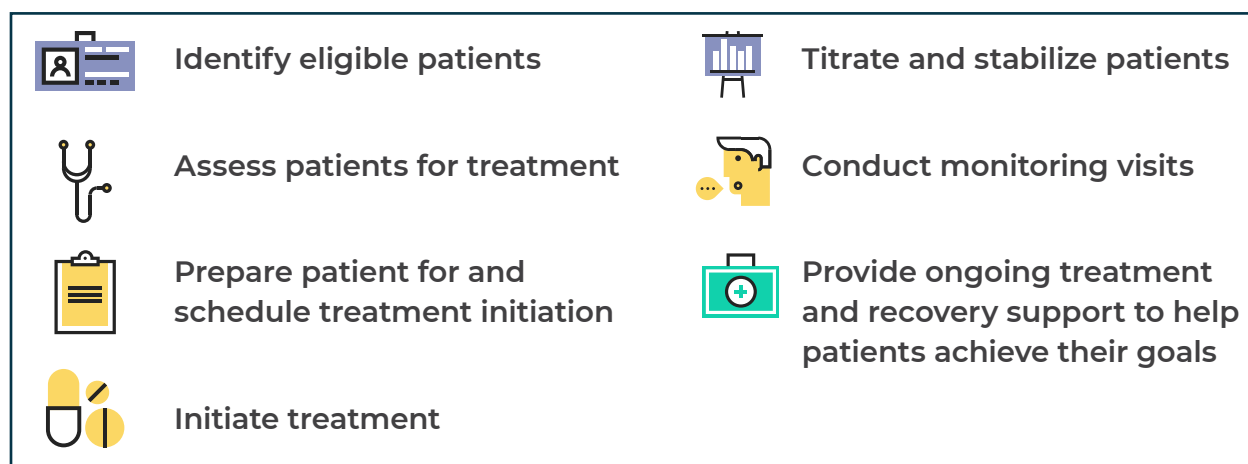 Identify eligible patients
Assess patients for treatment
Prepare patient for and
schedule treatment initiation
Initiate treatment
Titrate and stabilize patients
Conduct monitoring visits
Provide ongoing treatment
and recovery support to help
patients achieve their goals